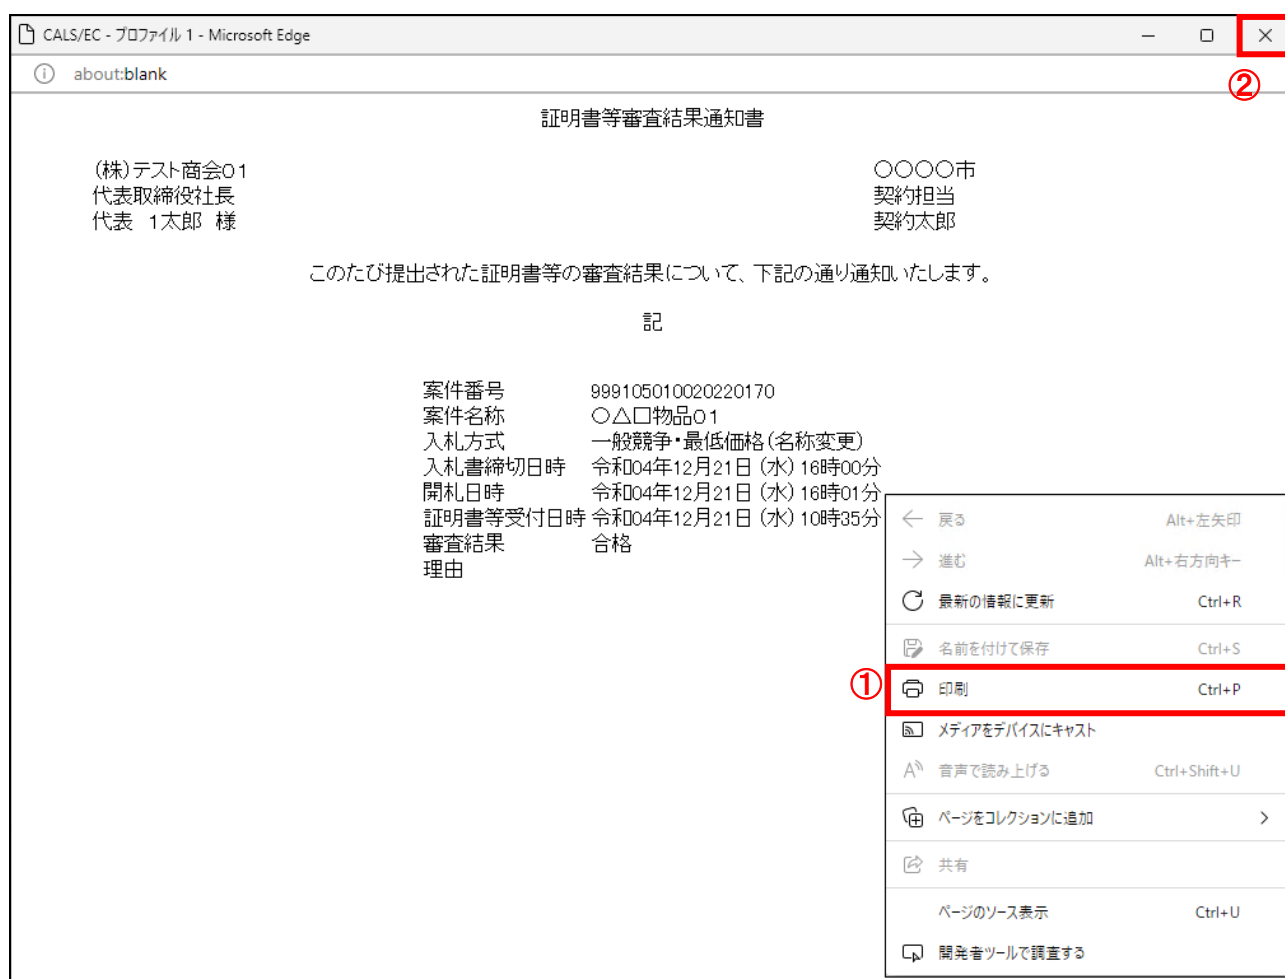 CALS/EC - プロファイル 1 - Microsoft Edge
about:blank
②
証明書等審査結果通知書
(株)テスト商会01
代表取締役社長
代表 1太郎 様
○○○○市
契約担当
契約太郎
このたび提出された証明書等の審査結果について、下記の通り通知いたします。
記
案件番号 999105010020220170
案件名称 ○△□物品01
入札方式 一般競争・最低価格(名称変更)
入札書締切日時 令和04年12月21日(水)16時00分
開札日時 令和04年12月21日(水)16時01分
証明書等受付日時 令和04年12月21日(水)10時35分
審査結果 合格
理由
戻る Alt+左矢印
進む Alt+右方向キー
最新の情報に更新 Ctrl+R
名前を付けて保存 Ctrl+S
① 印刷 Ctrl+P
メディアをデバイスにキャスト
音声で読み上げる Ctrl+Shift+U
ページをコレクションに追加
共有
ページのソース表示 Ctrl+U
開発者ツールで調査する